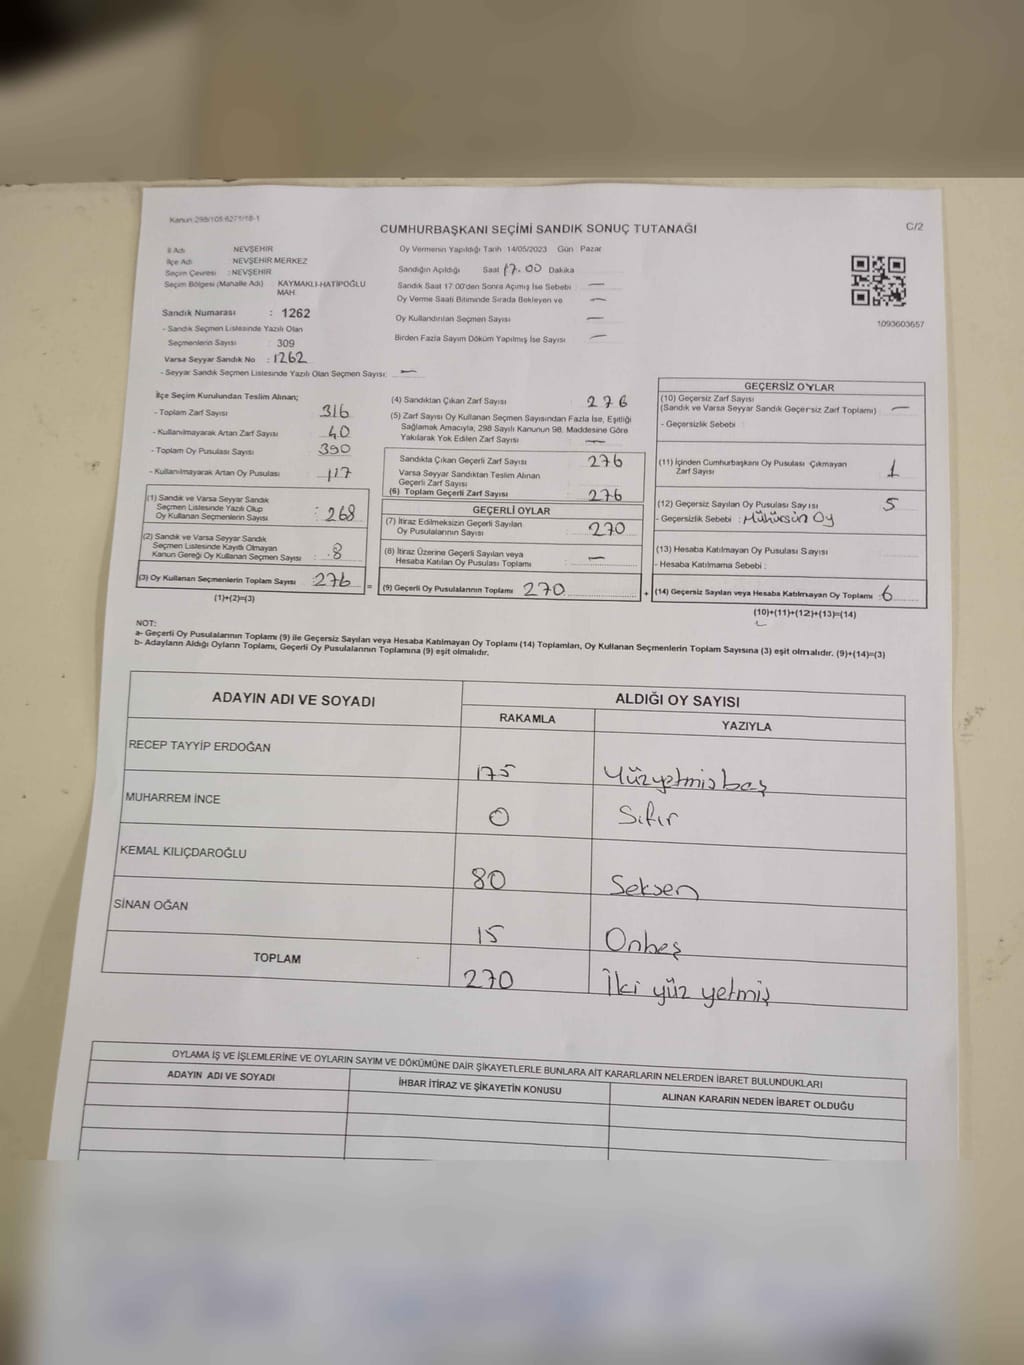 Kanun:298/105 6271/18-1
C/2
CUMHURBAŞKANI SEÇİMİ SANDIK SONUÇ TUTANAĞI
İl Adı NEVŞEHİR
İlçe Adı NEVŞEHİR MERKEZ
Seçim Çevresi : NEVŞEHİR
Seçim Bölgesi (Mahalle Adı) KAYMAKLI-HATİPOĞLU MAH.
Sandık Numarası : 1262
- Sandık Seçmen Listesinde Yazılı Olan
Seçmenlerin Sayısı : 309
Varsa Seyyar Sandık No : 1262
- Seyyar Sandık Seçmen Listesinde Yazılı Olan Seçmen Sayısı: —
Oy Vermenin Yapıldığı Tarih 14/05/2023 Gün Pazar
Sandığın Açıldığı Saat 17.00 Dakika
Sandık Saat 17:00'den Sonra Açımış İse Sebebi —
Oy Verme Saati Bitiminde Sırada Bekleyen ve —
Oy Kullandırılan Seçmen Sayısı —
Birden Fazla Sayım Döküm Yapılmış İse Sayısı —
1093603657
İlçe Seçim Kurulundan Teslim Alınan;
- Toplam Zarf Sayısı 316
- Kullanılmayarak Artan Zarf Sayısı 40
- Toplam Oy Pusulası Sayısı 390
- Kullanılmayarak Artan Oy Pusulası 117
(1) Sandık ve Varsa Seyyar Sandık
Seçmen Listesinde Yazılı Olup
Oy Kullanan Seçmenlerin Sayısı : 268
(2) Sandık ve Varsa Seyyar Sandık
Seçmen Listesinde Kayıtlı Olmayan
Kanun Gereği Oy Kullanan Seçmen Sayısı : 8
(3) Oy Kullanan Seçmenlerin Toplam Sayısı : 276 =
(1)+(2)=(3)
(4) Sandıktan Çıkan Zarf Sayısı : 276
(5) Zarf Sayısı Oy Kullanan Seçmen Sayısından Fazla İse, Eşitliği
Sağlamak Amacıyla, 298 Sayılı Kanunun 98. Maddesine Göre
Yakılarak Yok Edilen Zarf Sayısı —
Sandıkta Çıkan Geçerli Zarf Sayısı : 276
Varsa Seyyar Sandıktan Teslim Alınan
Geçerli Zarf Sayısı
(6) Toplam Geçerli Zarf Sayısı : 276
GEÇERLİ OYLAR
(7) İtiraz Edilmeksizin Geçerli Sayılan
Oy Pusulalarının Sayısı : 270
(8) İtiraz Üzerine Geçerli Sayılan veya
Hesaba Katılan Oy Pusulası Toplamı : —
(9) Geçerli Oy Pusulalarının Toplamı : 270 +
GEÇERSİZ OYLAR
(10) Geçersiz Zarf Sayısı
(Sandık ve Varsa Seyyar Sandık Geçersiz Zarf Toplamı) : —
- Geçersizlik Sebebi :
(11) İçinden Cumhurbaşkanı Oy Pusulası Çıkmayan
Zarf Sayısı : 1
(12) Geçersiz Sayılan Oy Pusulası Sayısı : 5
- Geçersizlik Sebebi : Mühürsün Oy
(13) Hesaba Katılmayan Oy Pusulası Sayısı
- Hesaba Katılmama Sebebi :
(14) Geçersiz Sayılan veya Hesaba Katılmayan Oy Toplamı : 6
(10)+(11)+(12)+(13)=(14)
NOT:
a- Geçerli Oy Pusulalarının Toplamı (9) ile Geçersiz Sayılan veya Hesaba Katılmayan Oy Toplamı (14) Toplamları, Oy Kullanan Seçmenlerin Toplam Sayısına (3) eşit olmalıdır. (9)+(14)=(3)
b- Adayların Aldığı Oyların Toplamı, Geçerli Oy Pusulalarının Toplamına (9) eşit olmalıdır.
ADAYIN ADI VE SOYADI ALDIĞI OY SAYISI
RAKAMLA YAZIYLA
RECEP TAYYİP ERDOĞAN 175 Yüzyetmişbeş
MUHARREM İNCE 0 Sıfır
KEMAL KILIÇDAROĞLU 80 Seksen
SİNAN OĞAN 15 Onbeş
TOPLAM 270 İki yüz yetmiş
OYLAMA İŞ VE İŞLEMLERİNE VE OYLARIN SAYIM VE DÖKÜMÜNE DAİR ŞİKAYETLERLE BUNLARA AİT KARARLARIN NELERDEN İBARET BULUNDUKLARI
ADAYIN ADI VE SOYADI İHBAR İTİRAZ VE ŞİKAYETİN KONUSU ALINAN KARARIN NEDEN İBARET OLDUĞU